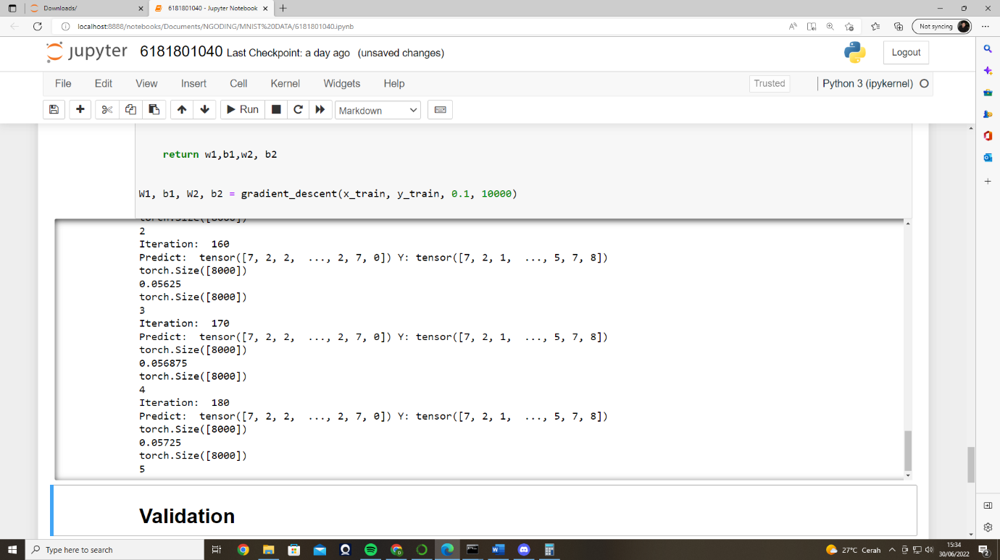 Downloads/
6181801040 - Jupyter Notebook
localhost:8888/notebooks/Documents/NGODING/MNIST%20DATA/6181801040.ipynb
Not syncing
jupyter 6181801040 Last Checkpoint: a day ago (unsaved changes)
Logout
File Edit View Insert Cell Kernel Widgets Help
Trusted
Python 3 (ipykernel)
Run
Markdown
return w1,b1,w2, b2
W1, b1, W2, b2 = gradient_descent(x_train, y_train, 0.1, 10000)
torch.Size([8000])
2
Iteration:  160
Predict:  tensor([7, 2, 2,  ..., 2, 7, 0]) Y: tensor([7, 2, 1,  ..., 5, 7, 8])
torch.Size([8000])
0.05625
torch.Size([8000])
3
Iteration:  170
Predict:  tensor([7, 2, 2,  ..., 2, 7, 0]) Y: tensor([7, 2, 1,  ..., 5, 7, 8])
torch.Size([8000])
0.056875
torch.Size([8000])
4
Iteration:  180
Predict:  tensor([7, 2, 2,  ..., 2, 7, 0]) Y: tensor([7, 2, 1,  ..., 5, 7, 8])
torch.Size([8000])
0.05725
torch.Size([8000])
5
Validation
Type here to search
27°C Cerah
15:34
30/06/2022
2